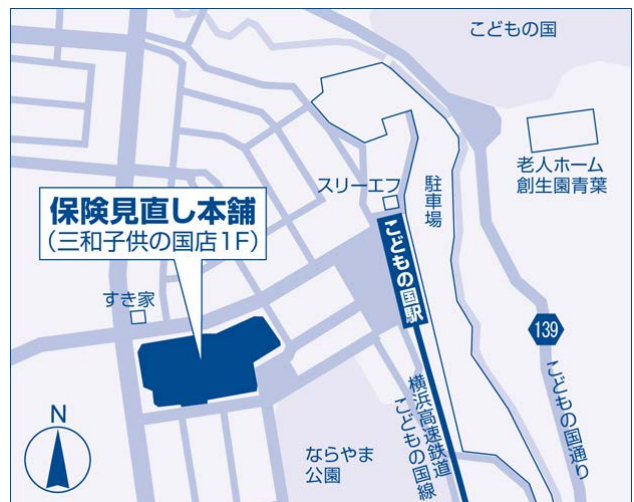 こどもの国
老人ホーム
創生園青葉
スリーエフ
駐車場
保険見直し本舗
(三和子供の国店1F)
こどもの国駅
すき家
139
こどもの国通り
横浜高速鉄道
こどもの国線
ならやま
公園
N